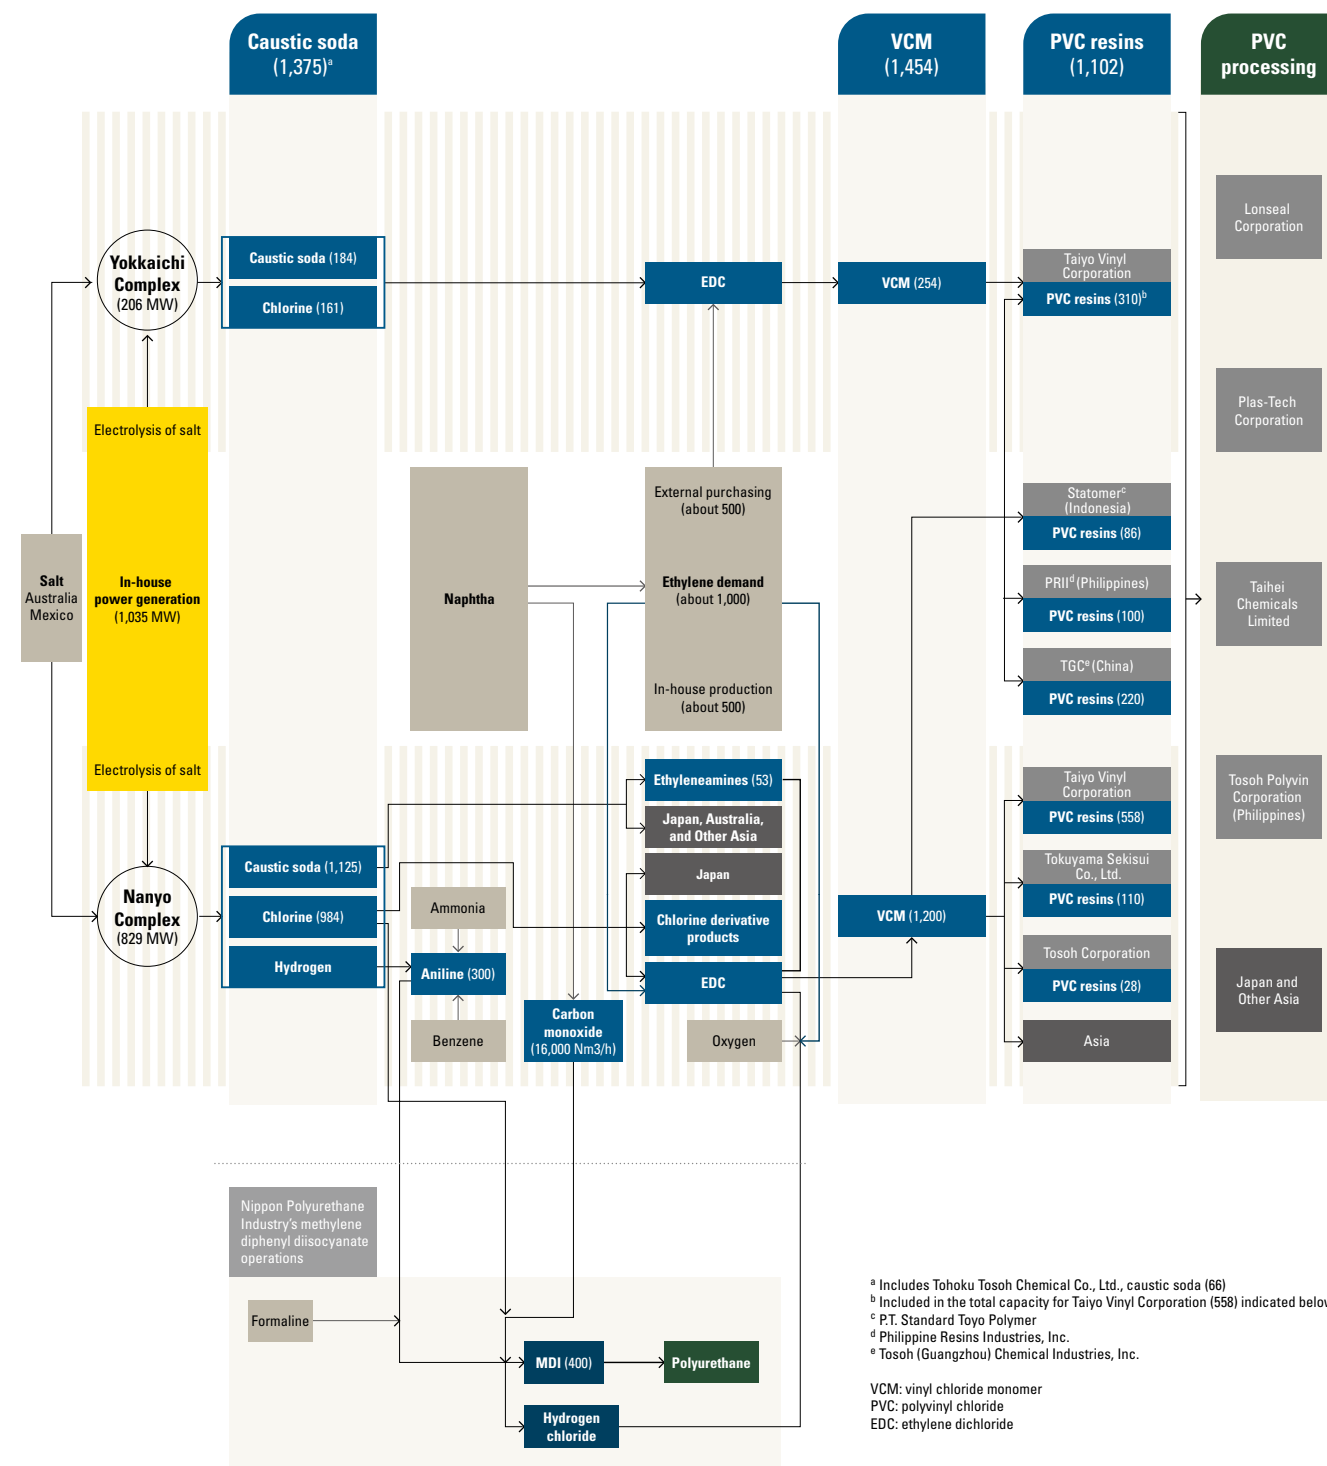 Caustic soda
(1,375)a
VCM
(1,454)
PVC resins
(1,102)
PVC
processing
Yokkaichi
Complex
(206 MW)
Caustic soda (184)
Chlorine (161)
EDC
VCM (254)
Taiyo Vinyl
Corporation
PVC resins (310)b
Lonseal
Corporation
Plas-Tech
Corporation
Electrolysis of salt
In-house
power generation
(1,035 MW)
Electrolysis of salt
Salt
Australia
Mexico
Naphtha
External purchasing
(about 500)
Ethylene demand
(about 1,000)
In-house production
(about 500)
Statomerc
(Indonesia)
PVC resins (86)
PRIId (Philippines)
PVC resins (100)
TGCe (China)
PVC resins (220)
Taihei
Chemicals
Limited
Nanyo
Complex
(829 MW)
Caustic soda (1,125)
Chlorine (984)
Hydrogen
Ammonia
Aniline (300)
Benzene
Carbon
monoxide
(16,000 Nm3/h)
Ethyleneamines (53)
Japan, Australia,
and Other Asia
Japan
Chlorine derivative
products
EDC
Oxygen
VCM (1,200)
Taiyo Vinyl
Corporation
PVC resins (558)
Tokuyama Sekisui
Co., Ltd.
PVC resins (110)
Tosoh Corporation
PVC resins (28)
Asia
Tosoh Polyvin
Corporation
(Philippines)
Japan and
Other Asia
Nippon Polyurethane
Industry's methylene
diphenyl diisocyanate
operations
Formaline
MDI (400)
Polyurethane
Hydrogen
chloride
a Includes Tohoku Tosoh Chemical Co., Ltd., caustic soda (66)
b Included in the total capacity for Taiyo Vinyl Corporation (558) indicated below
c P.T. Standard Toyo Polymer
d Philippine Resins Industries, Inc.
e Tosoh (Guangzhou) Chemical Industries, Inc.
VCM: vinyl chloride monomer
PVC: polyvinyl chloride
EDC: ethylene dichloride